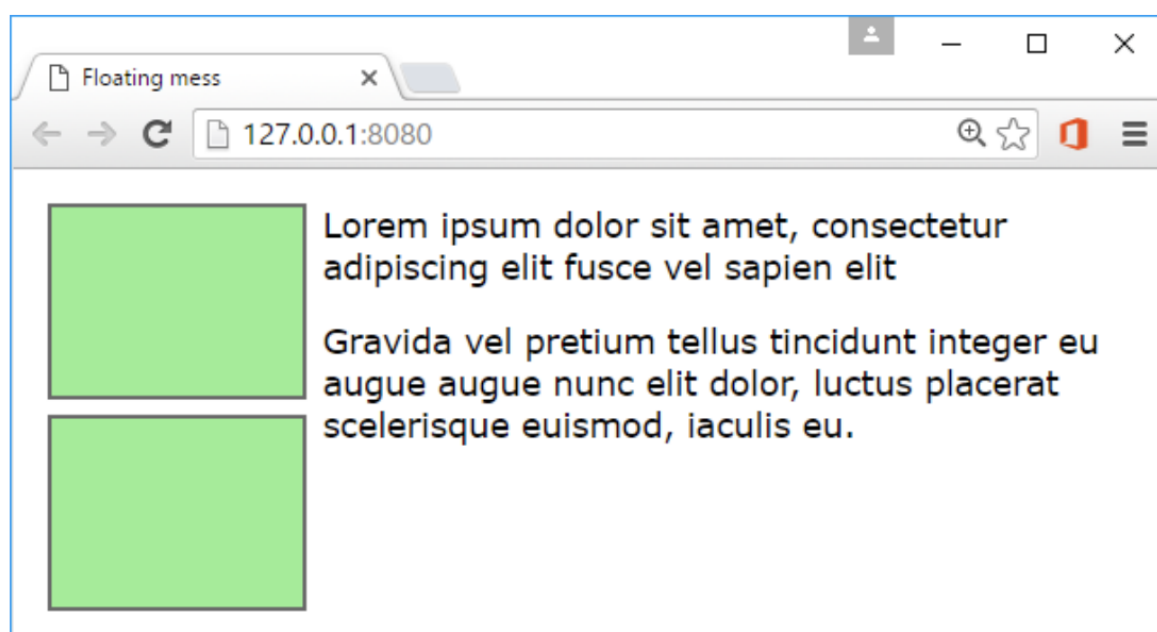 Floating mess
127.0.0.1:8080
Lorem ipsum dolor sit amet, consectetur
adipiscing elit fusce vel sapien elit
Gravida vel pretium tellus tincidunt integer eu
augue augue nunc elit dolor, luctus placerat
scelerisque euismod, iaculis eu.